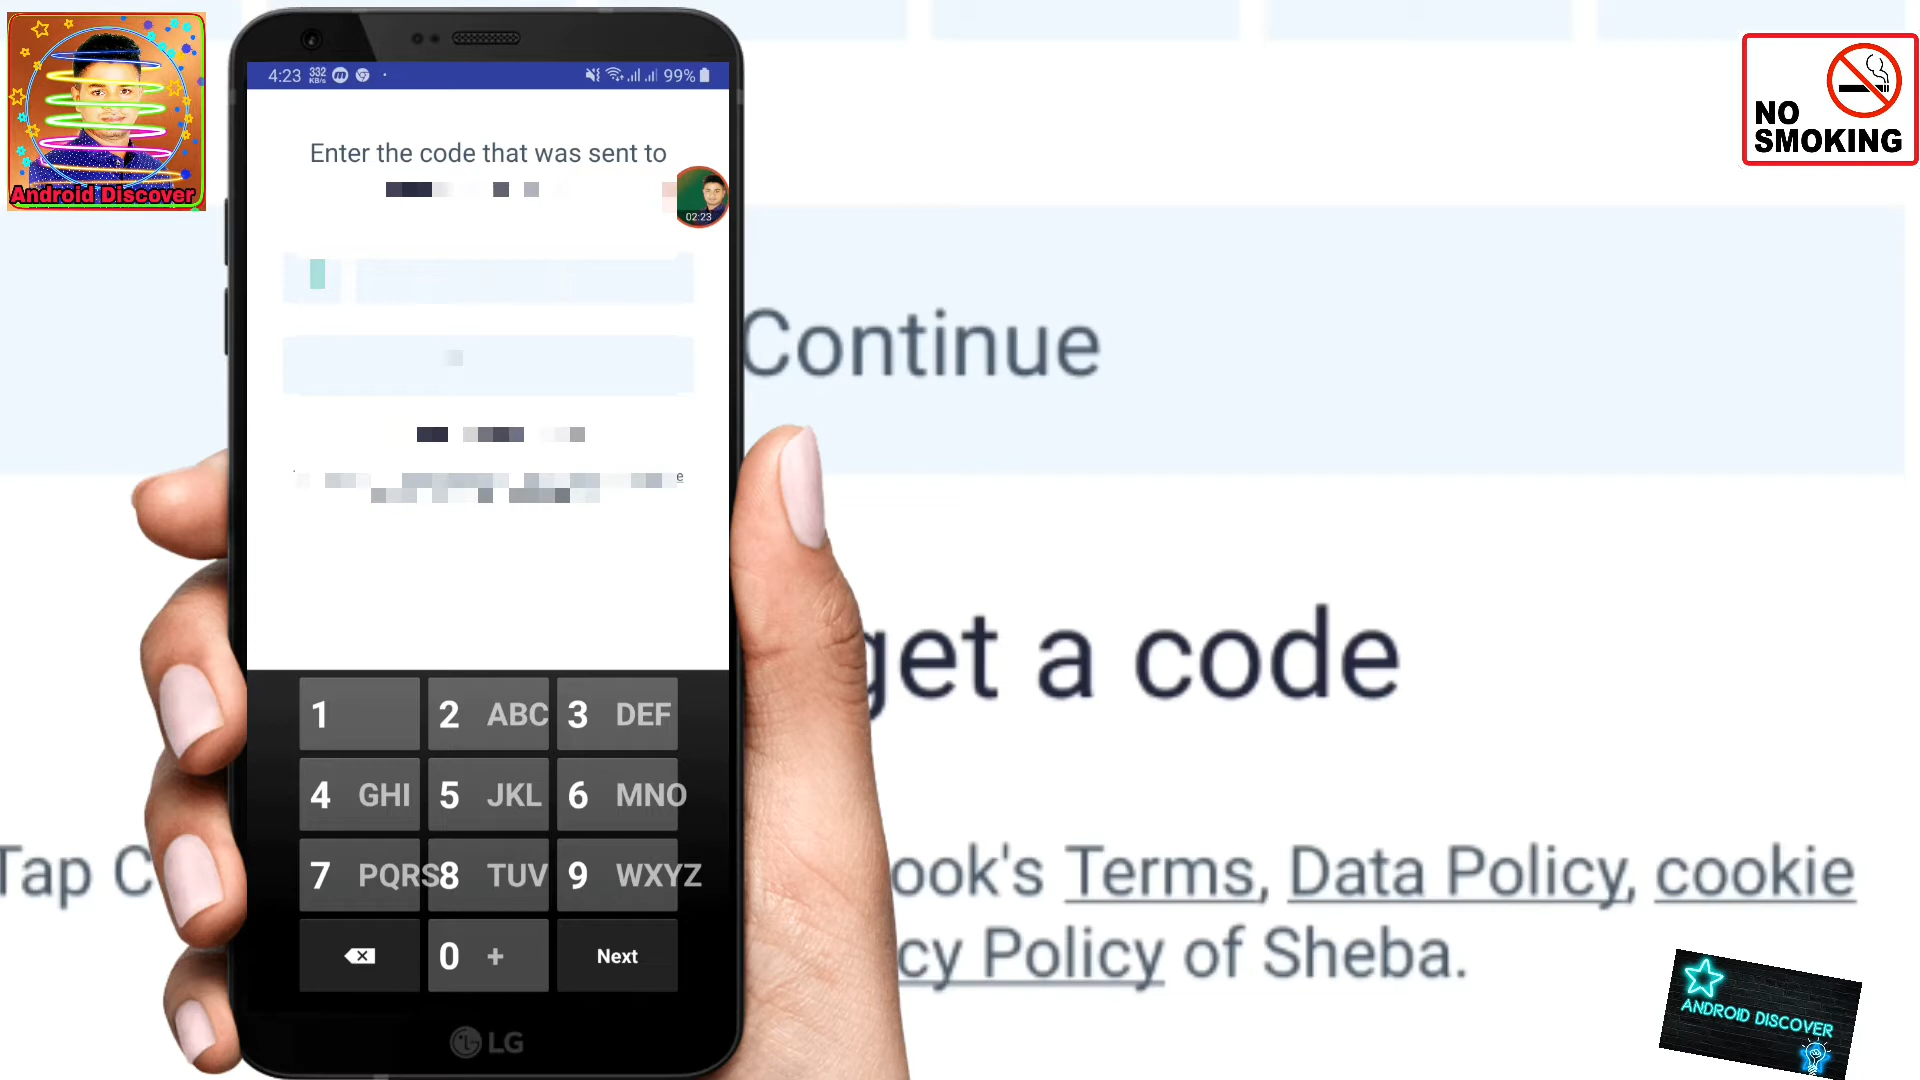 Android Discover
4:23 332 KB/s 99%
Enter the code that was sent to
02:23
1
2 ABC
3 DEF
4 GHI
5 JKL
6 MNO
7 PQRS
8 TUV
9 WXYZ
0 +
Next
LG
Continue
get a code
Tap C
ook's Terms, Data Policy, cookie
cy Policy of Sheba.
NO
SMOKING
ANDROID DISCOVER